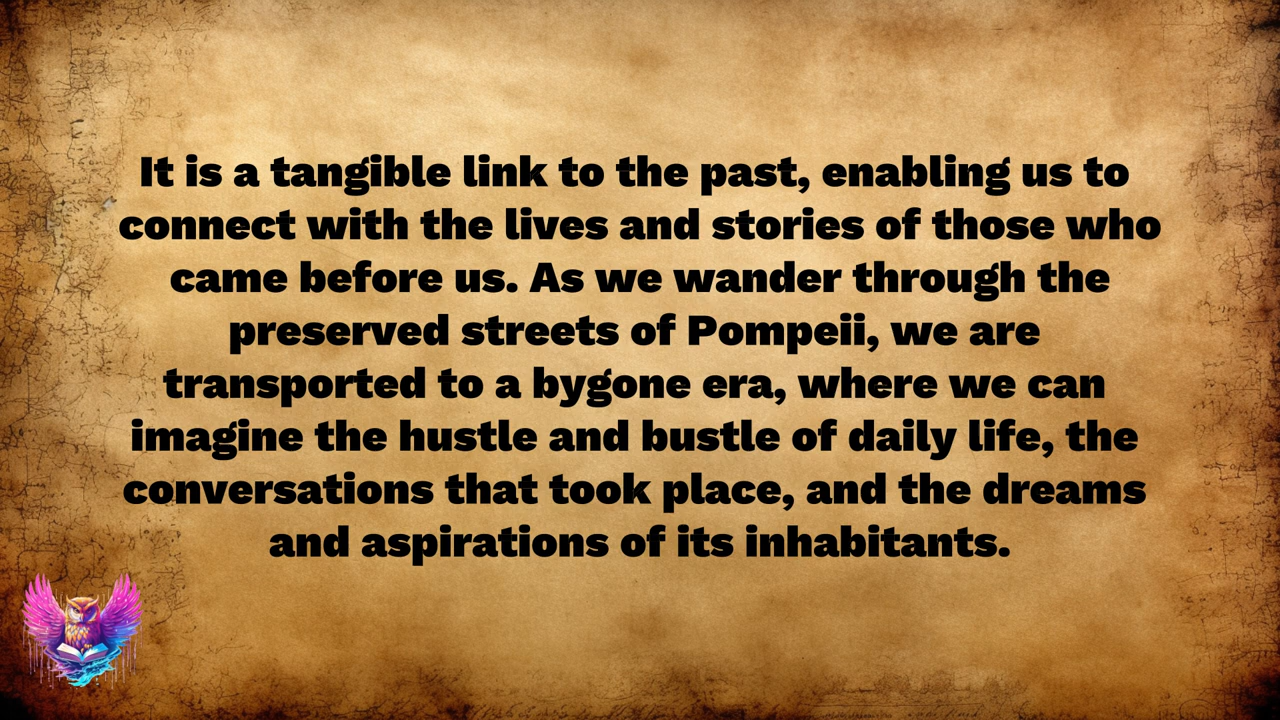 It is a tangible link to the past, enabling us to
connect with the lives and stories of those who
came before us. As we wander through the
preserved streets of Pompeii, we are
transported to a bygone era, where we can
imagine the hustle and bustle of daily life, the
conversations that took place, and the dreams
and aspirations of its inhabitants.